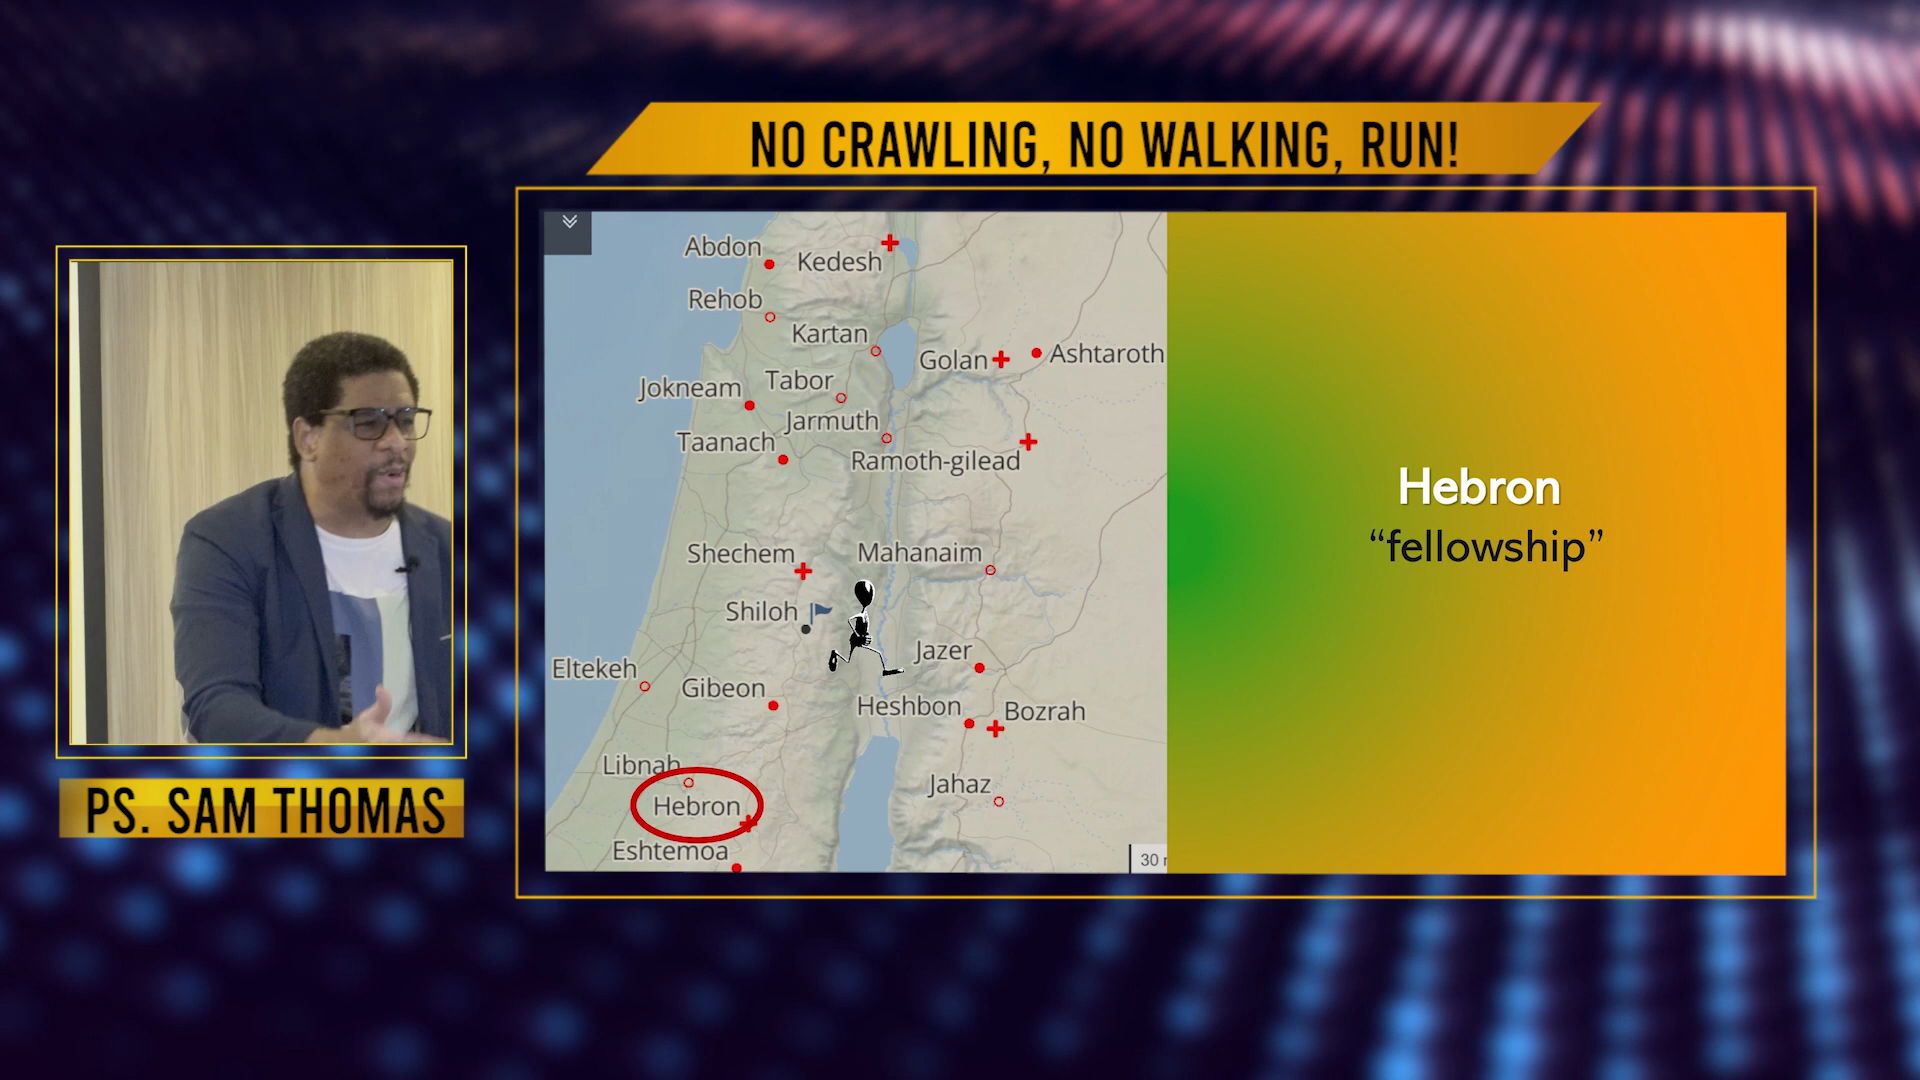 NO CRAWLING, NO WALKING, RUN!
Abdon
Kedesh
Rehob
Kartan
Golan
Ashtaroth
Jokneam
Tabor
Jarmuth
Taanach
Ramoth-gilead
Shechem
Mahanaim
Shiloh
Jazer
Eltekeh
Gibeon
Heshbon
Bozrah
Libnah
Jahaz
Hebron
Eshtemoa
30
Hebron
“fellowship”
PS. SAM THOMAS